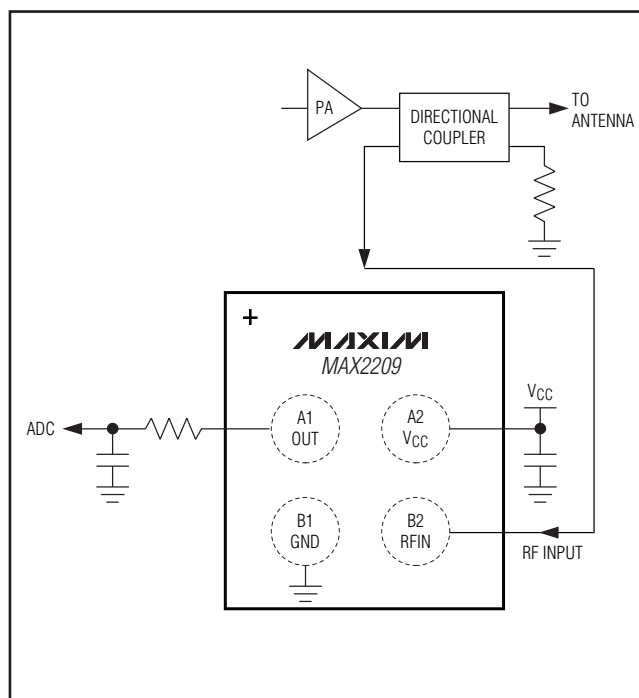 PA
DIRECTIONAL
COUPLER
TO
ANTENNA
+
MAXIM
MAX2209
ADC
A1
OUT
A2
VCC
VCC
B1
GND
B2
RFIN
RF INPUT